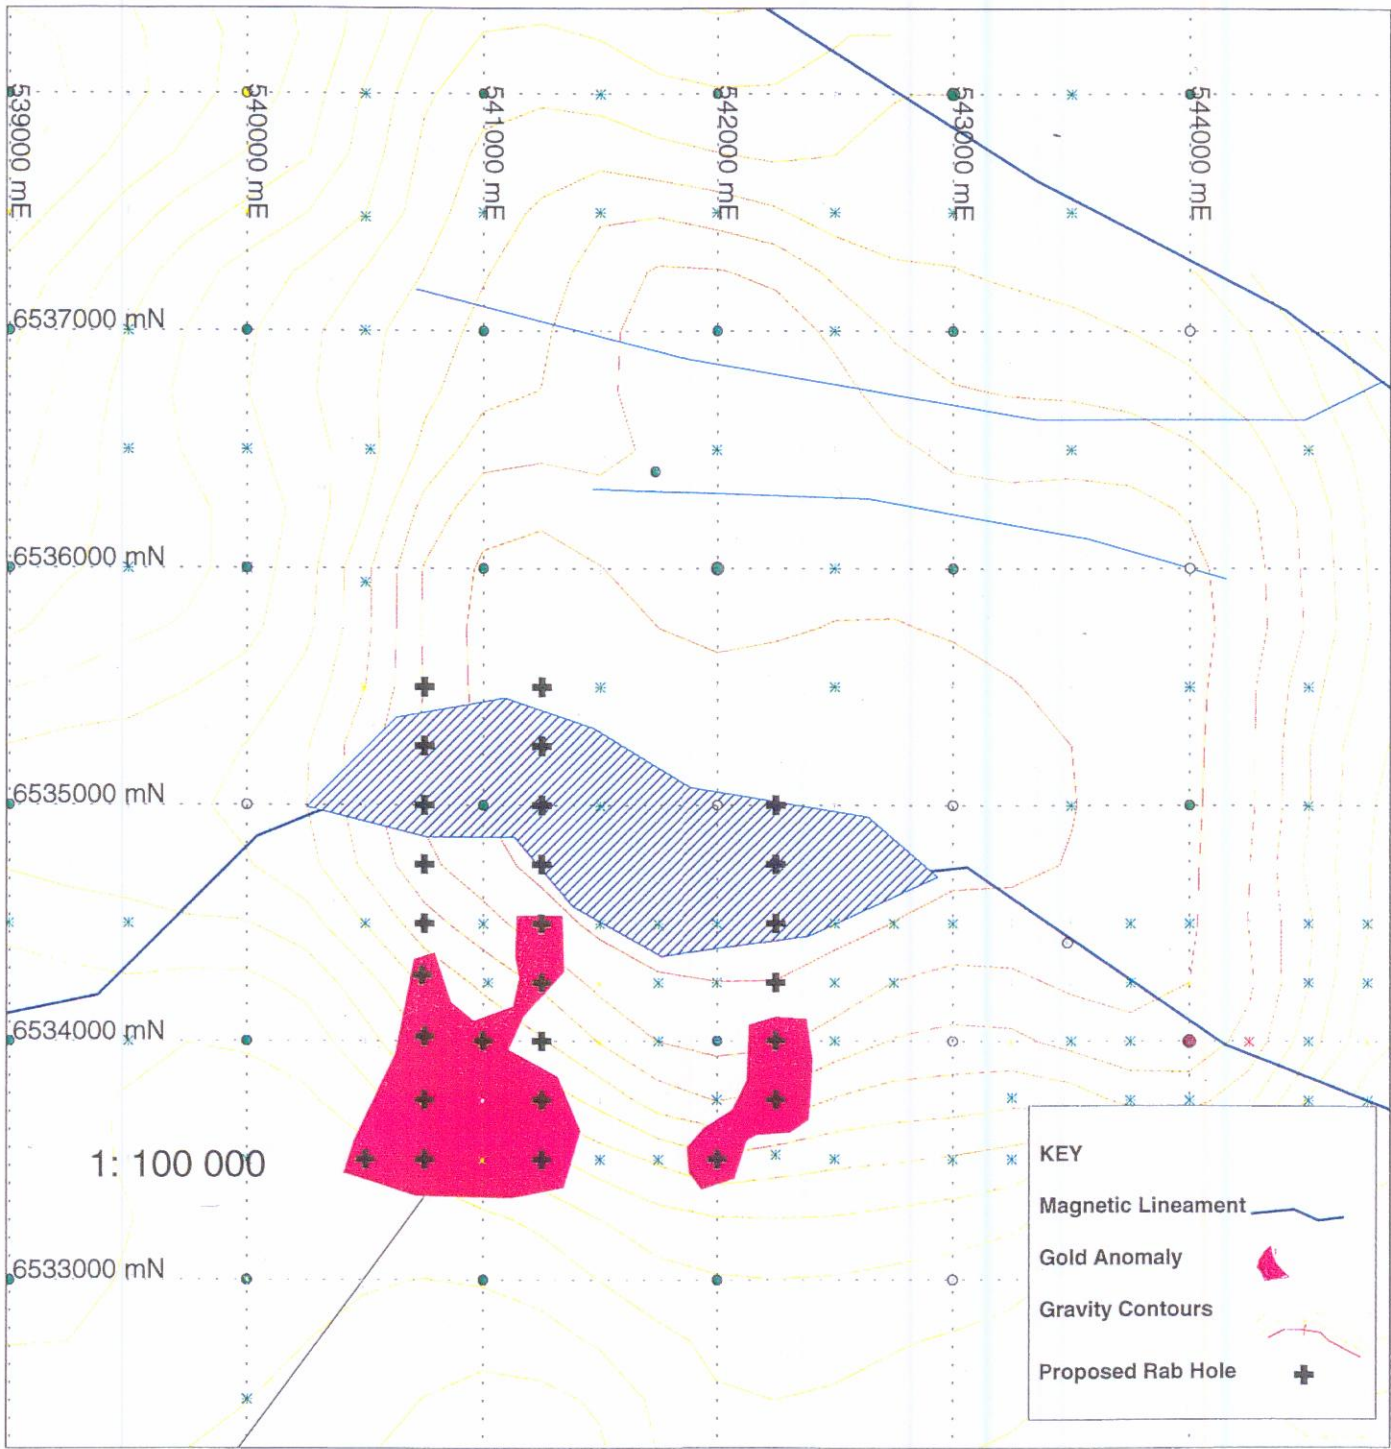 539000 mE
540000 mE
541000 mE
542000 mE
543000 mE
544000 mE
6537000 mN
6536000 mN
6535000 mN
6534000 mN
1: 100 000
6533000 mN
KEY
Magnetic Lineament
Gold Anomaly
Gravity Contours
Proposed Rab Hole